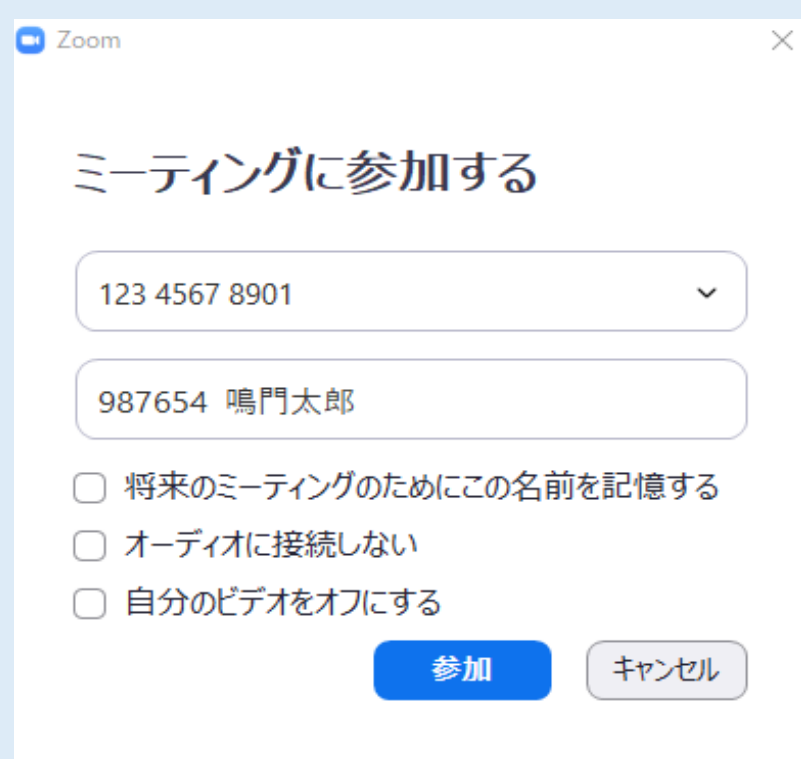 Zoom
ミーティングに参加する
123 4567 8901
987654 鳴門太郎
将来のミーティングのためにこの名前を記憶する
オーディオに接続しない
自分のビデオをオフにする
参加 キャンセル